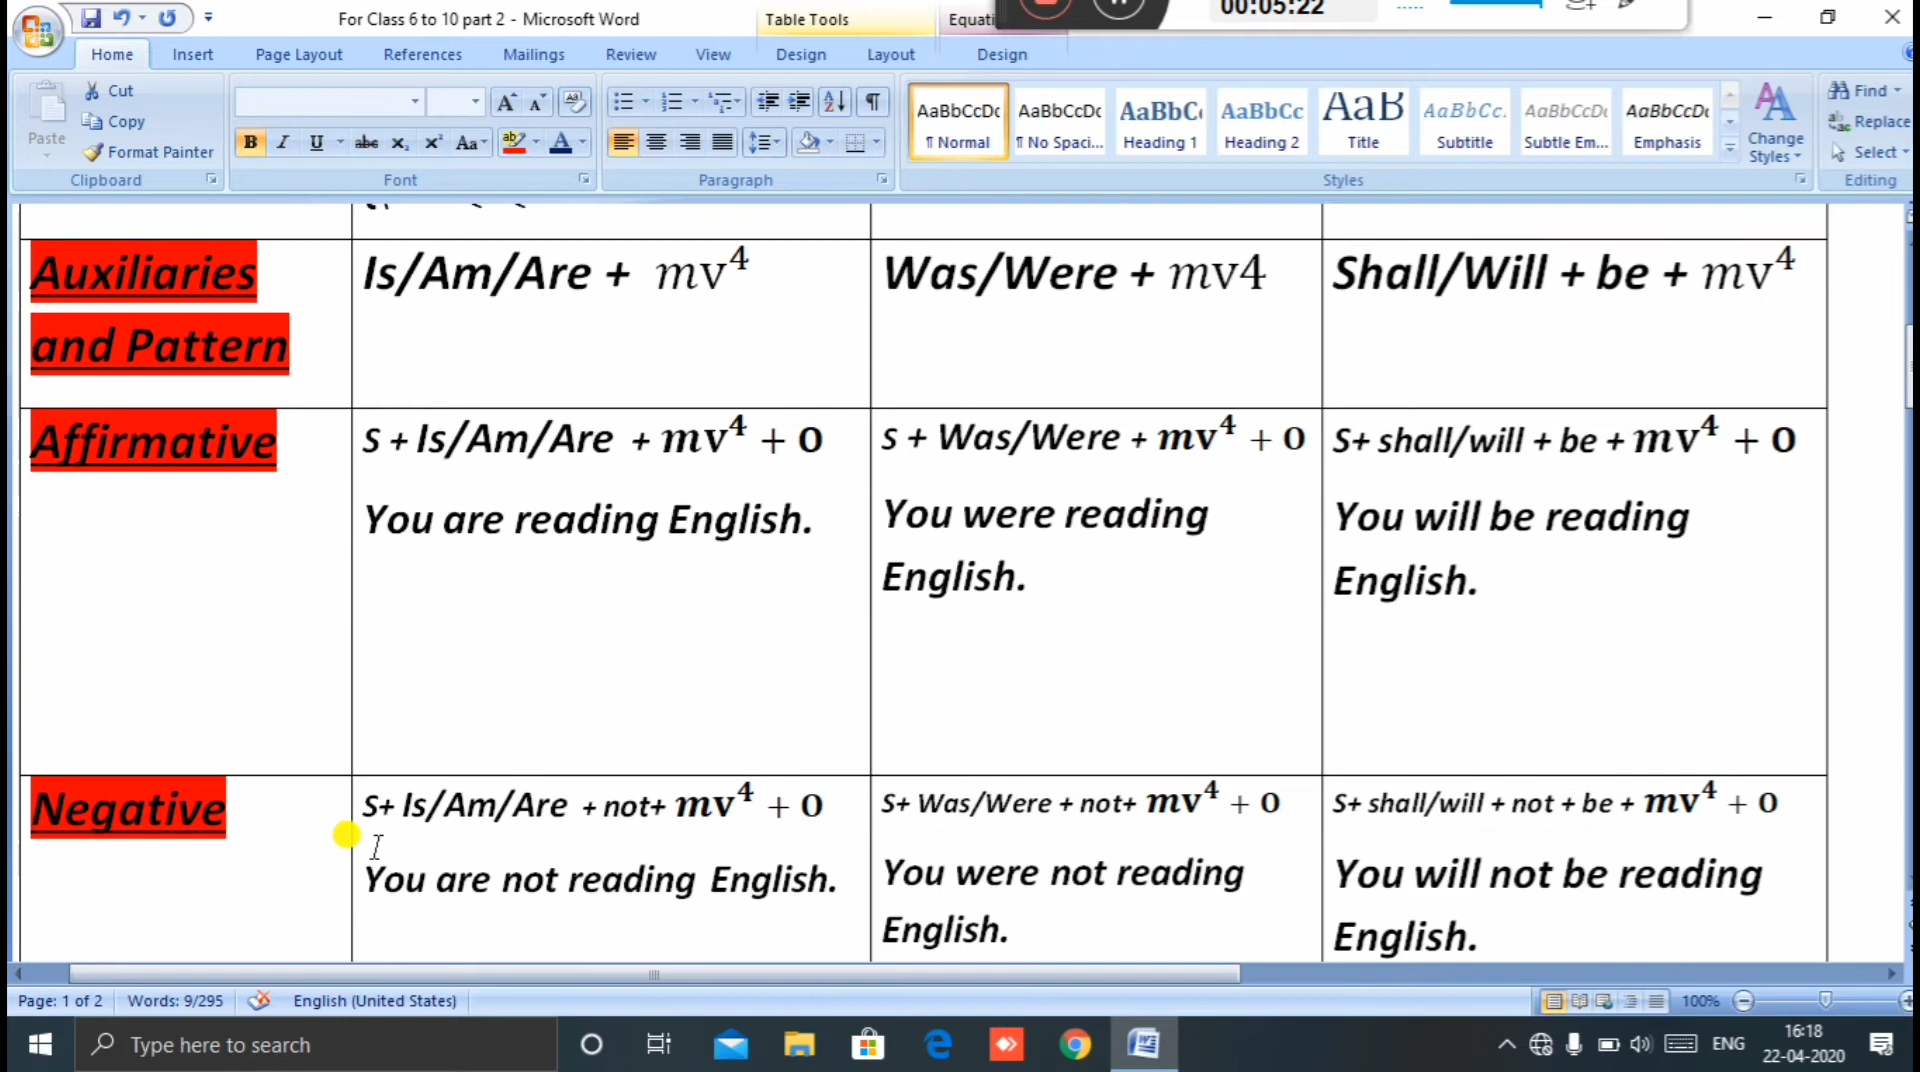 For Class 6 to 10 part 2 - Microsoft Word
Table Tools
00:05:22
Home Insert Page Layout References Mailings Review View Design Layout Design
Cut
Copy
Format Painter
Paste
Clipboard
Font
Paragraph
AaBbCcDc AaBbCcDc AaBbC AaBbCc AaB AaBbCc. AaBbCcDc AaBbCcDc
¶ Normal ¶ No Spaci... Heading 1 Heading 2 Title Subtitle Subtle Em... Emphasis
Change
Styles
Styles
Find
Replace
Select
Editing
Auxiliaries
and Pattern
Is/Am/Are + mv⁴
Was/Were + mv4
Shall/Will + be + mv⁴
Affirmative
S + Is/Am/Are + mv⁴ + O
You are reading English.
S + Was/Were + mv⁴ + O
You were reading
English.
S+ shall/will + be + mv⁴ + O
You will be reading
English.
Negative
S+ Is/Am/Are + not+ mv⁴ + O
You are not reading English.
S+ Was/Were + not+ mv⁴ + O
You were not reading
English.
S+ shall/will + not + be + mv⁴ + O
You will not be reading
English.
Page: 1 of 2 Words: 9/295 English (United States) 100%
Type here to search
ENG
16:18
22-04-2020